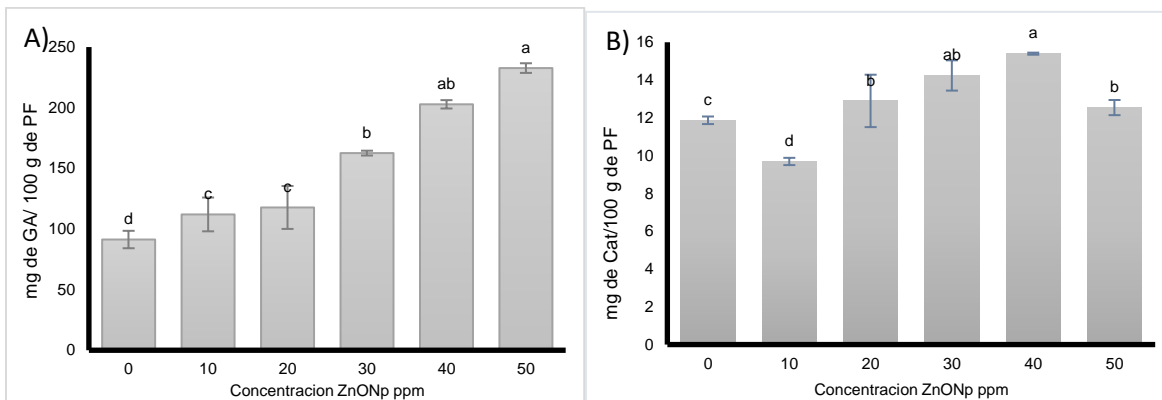 A)
mg de GA/ 100 g de PF
250
200
150
100
50
0
d
c
c
b
ab
a
0 10 20 30 40 50
Concentracion ZnONp ppm
B)
mg de Cat/100 g de PF
16
14
12
10
8
6
4
2
0
c
d
b
ab
a
b
0 10 20 30 40 50
Concentracion ZnONp ppm